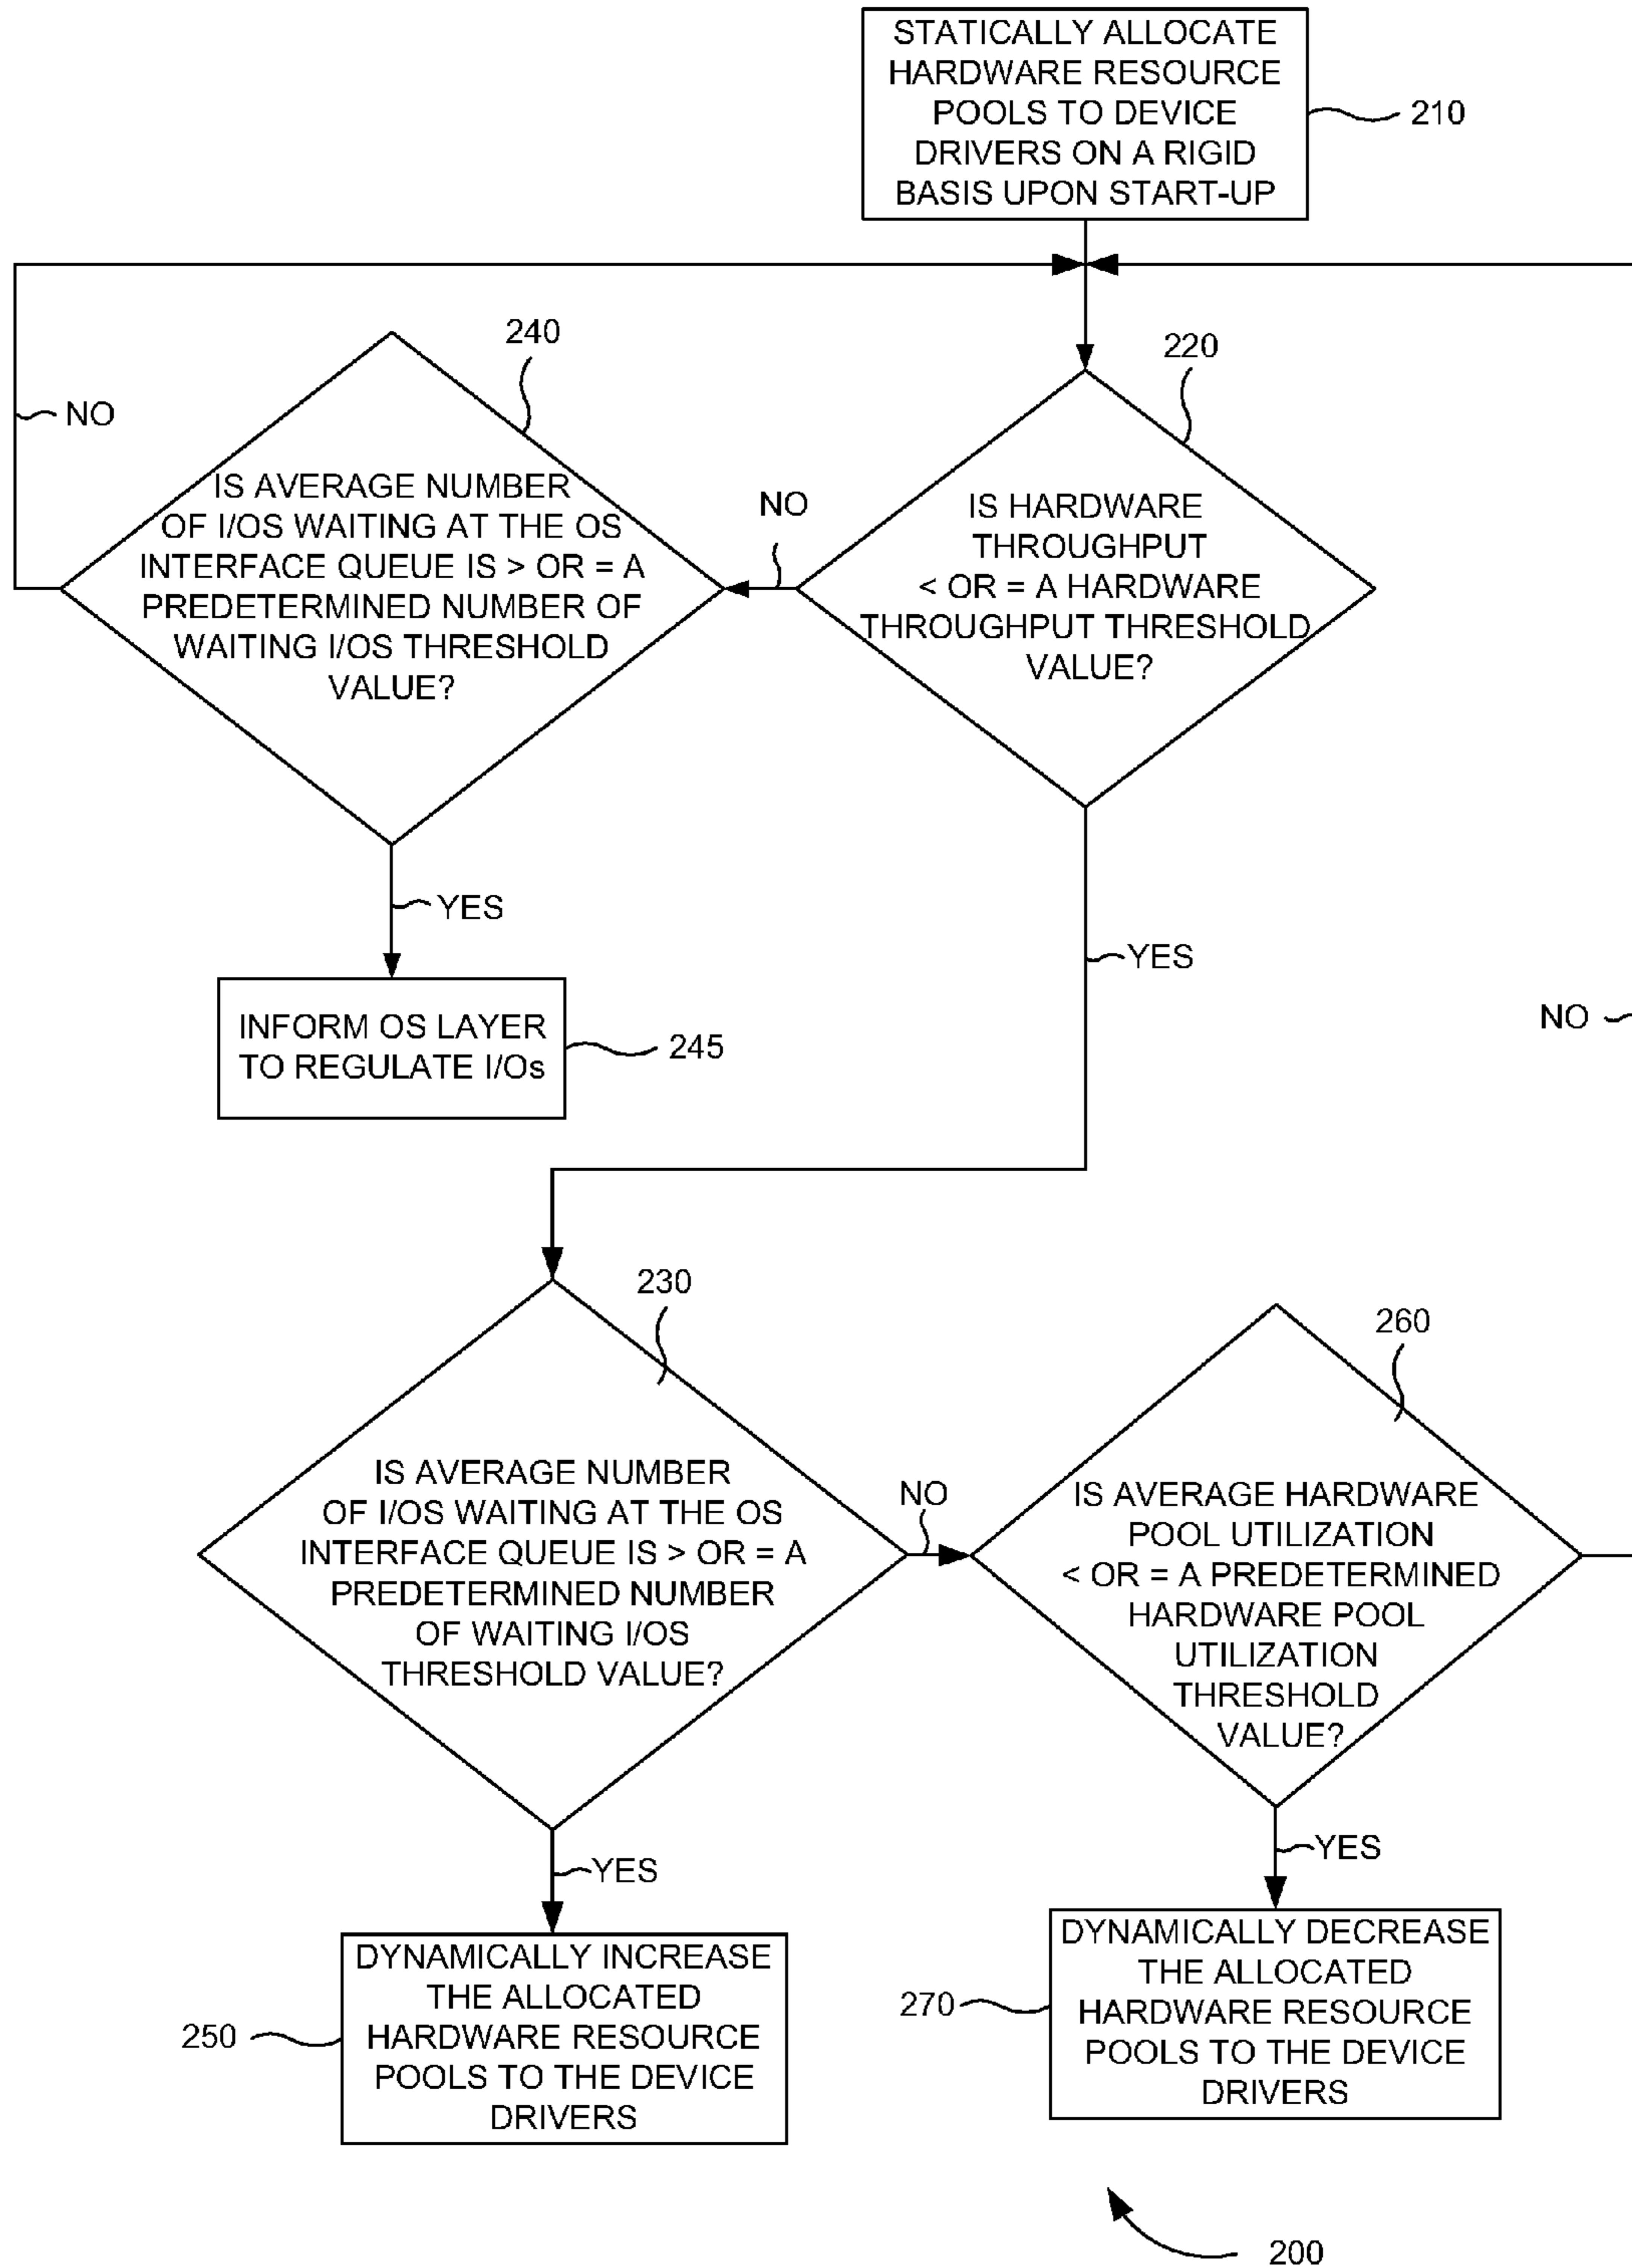 STATICALLY ALLOCATE
HARDWARE RESOURCE
POOLS TO DEVICE
DRIVERS ON A RIGID
BASIS UPON START-UP
210
240
220
NO
IS AVERAGE NUMBER
OF I/OS WAITING AT THE OS
INTERFACE QUEUE IS > OR = A
PREDETERMINED NUMBER OF
WAITING I/OS THRESHOLD
VALUE?
NO
IS HARDWARE
THROUGHPUT
< OR = A HARDWARE
THROUGHPUT THRESHOLD
VALUE?
YES
YES
INFORM OS LAYER
TO REGULATE I/Os
245
NO
230
260
IS AVERAGE NUMBER
OF I/OS WAITING AT THE OS
INTERFACE QUEUE IS > OR = A
PREDETERMINED NUMBER
OF WAITING I/OS
THRESHOLD VALUE?
NO
IS AVERAGE HARDWARE
POOL UTILIZATION
< OR = A PREDETERMINED
HARDWARE POOL
UTILIZATION
THRESHOLD
VALUE?
YES
YES
DYNAMICALLY INCREASE
THE ALLOCATED
HARDWARE RESOURCE
POOLS TO THE DEVICE
DRIVERS
250
DYNAMICALLY DECREASE
THE ALLOCATED
HARDWARE RESOURCE
POOLS TO THE DEVICE
DRIVERS
270
200